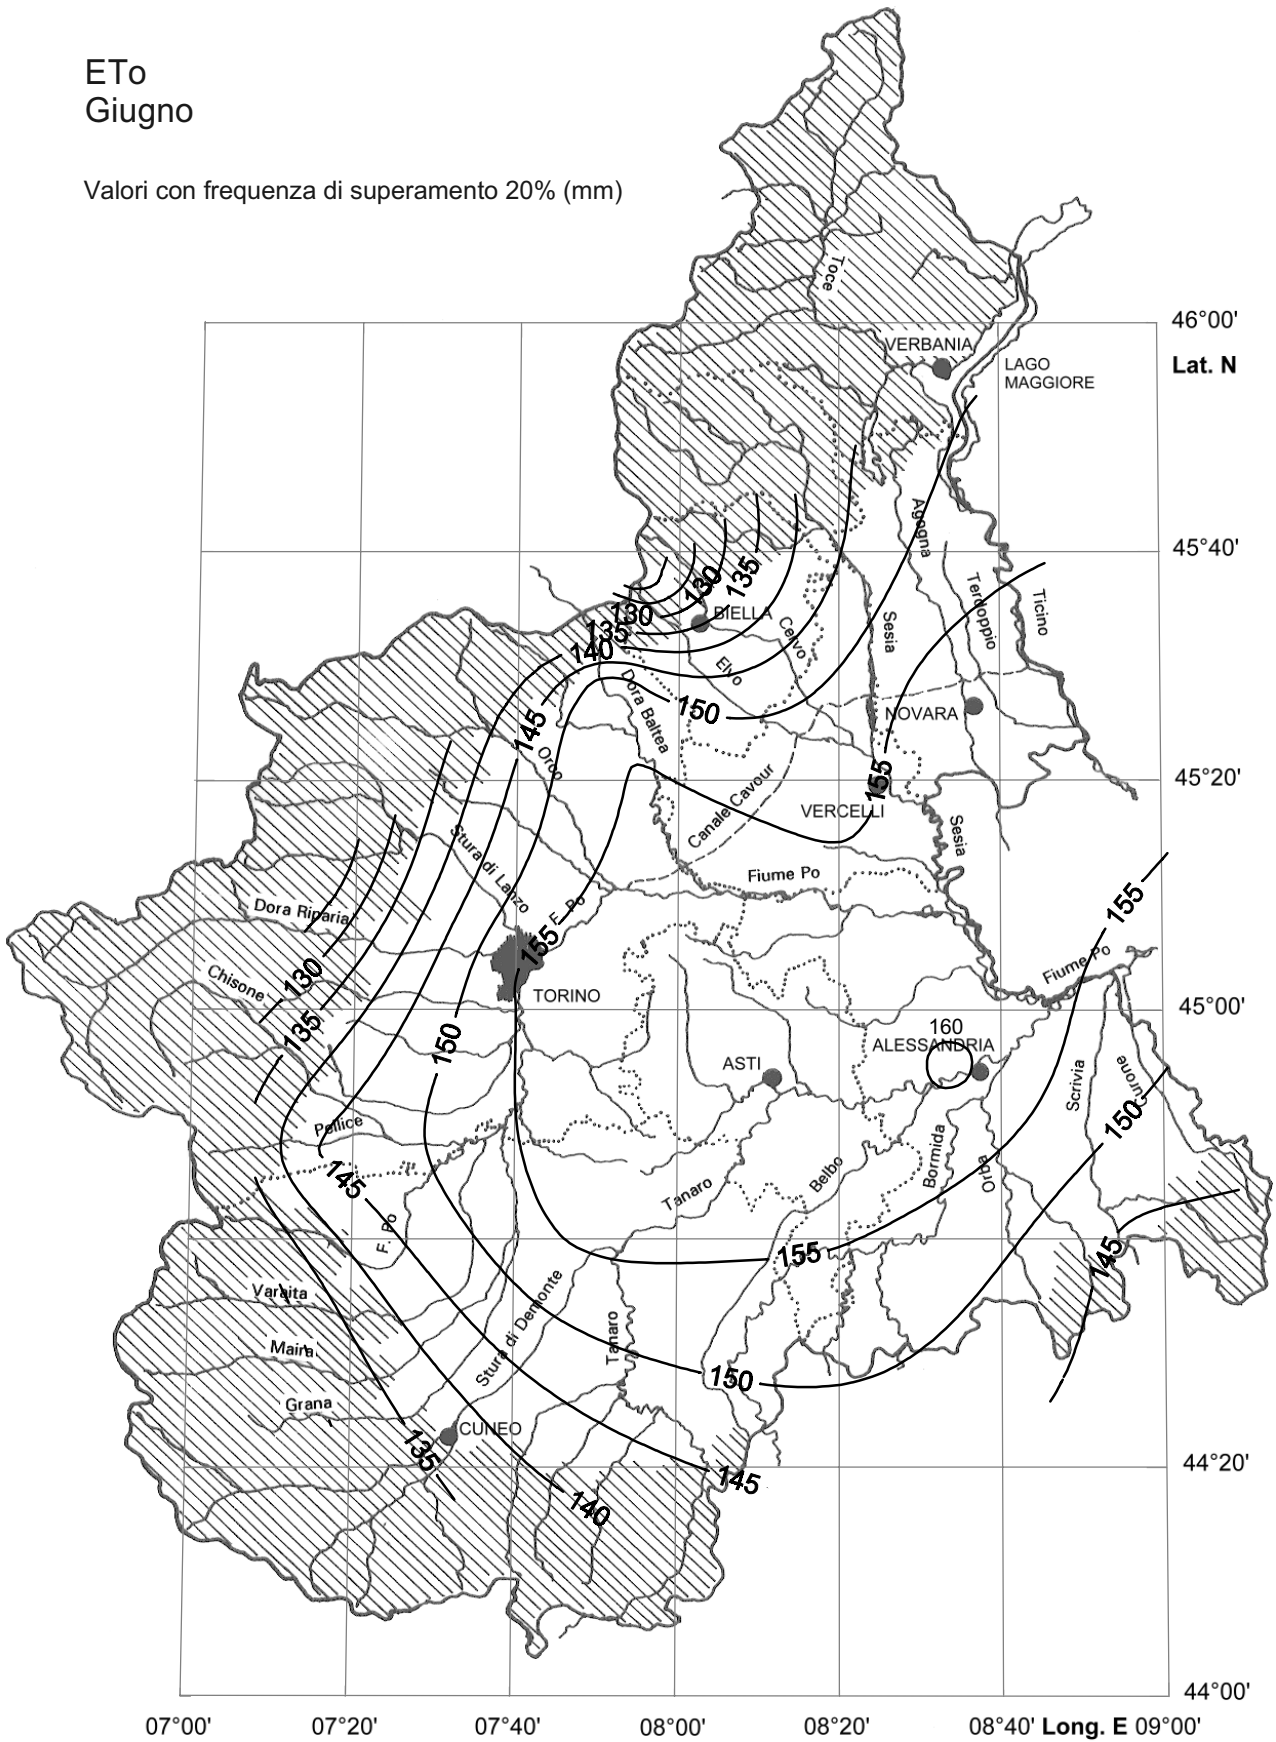 ETo
Giugno
Valori con frequenza di superamento 20% (mm)
Toce
46°00'
VERBANIA
Lat. N
LAGO
MAGGIORE
Agogna
45°40'
130
135
Terdoppio
Ticino
130
135
140
BIELLA
Cervo
Sesia
Elvo
Dora Baltea
150
NOVARA
145
Orco
155
45°20'
Canale Cavour
VERCELLI
Sesia
Stura di Lanzo
Fiume Po
Dora Riparia
F. Po
155
155
Chisone
130
Fiume Po
TORINO
45°00'
135
150
160
ALESSANDRIA
ASTI
Scrivia
Curone
150
Pellice
145
Tanaro
Belbo
Bormida
Orba
F. Po
155
145
Varaita
Stura di Demonte
Tanaro
Maira
150
Grana
CUNEO
135
44°20'
145
140
44°00'
07°00' 07°20' 07°40' 08°00' 08°20' 08°40' Long. E 09°00'